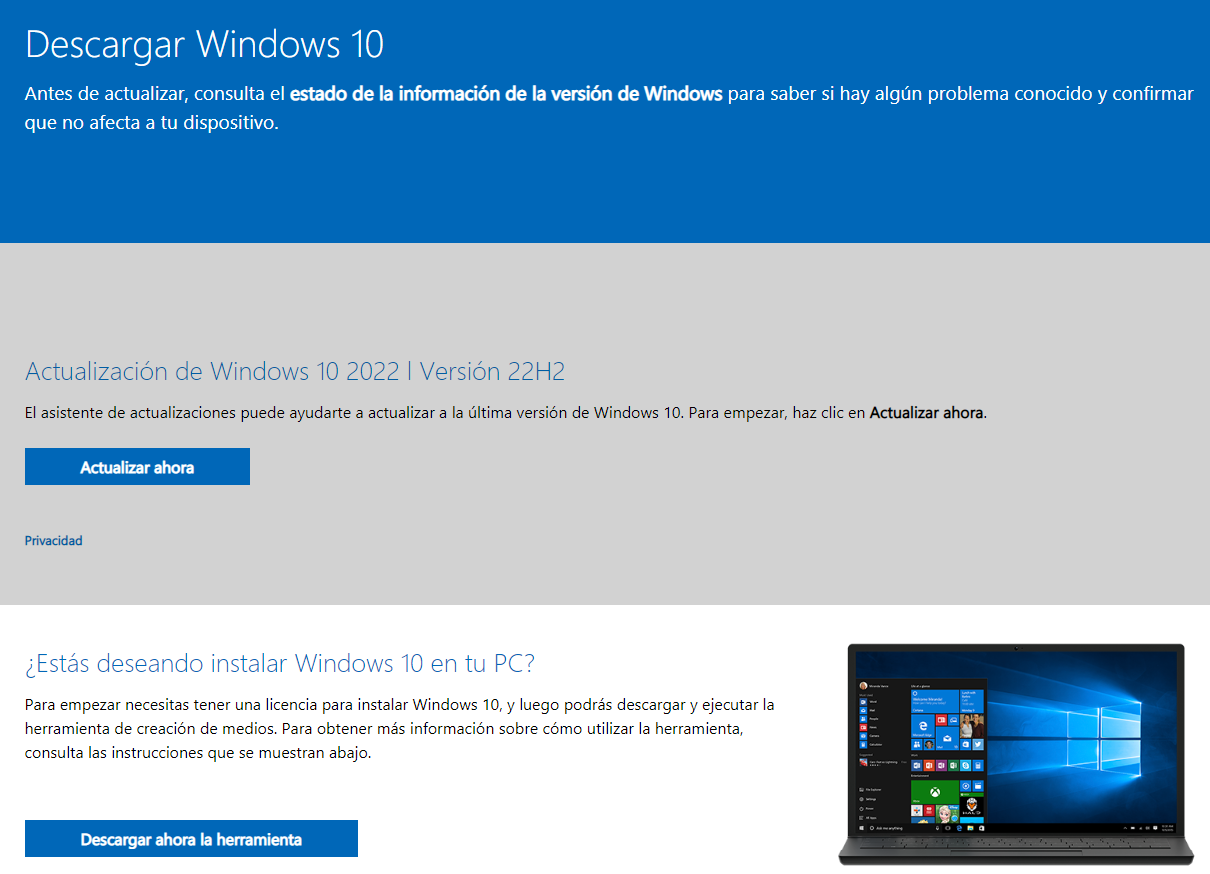 Descargar Windows 10
Antes de actualizar, consulta el estado de la información de la versión de Windows para saber si hay algún problema conocido y confirmar
que no afecta a tu dispositivo.
Actualización de Windows 10 2022 | Versión 22H2
El asistente de actualizaciones puede ayudarte a actualizar a la última versión de Windows 10. Para empezar, haz clic en Actualizar ahora.
Actualizar ahora
Privacidad
¿Estás deseando instalar Windows 10 en tu PC?
Para empezar necesitas tener una licencia para instalar Windows 10, y luego podrás descargar y ejecutar la
herramienta de creación de medios. Para obtener más información sobre cómo utilizar la herramienta,
consulta las instrucciones que se muestran abajo.
Descargar ahora la herramienta